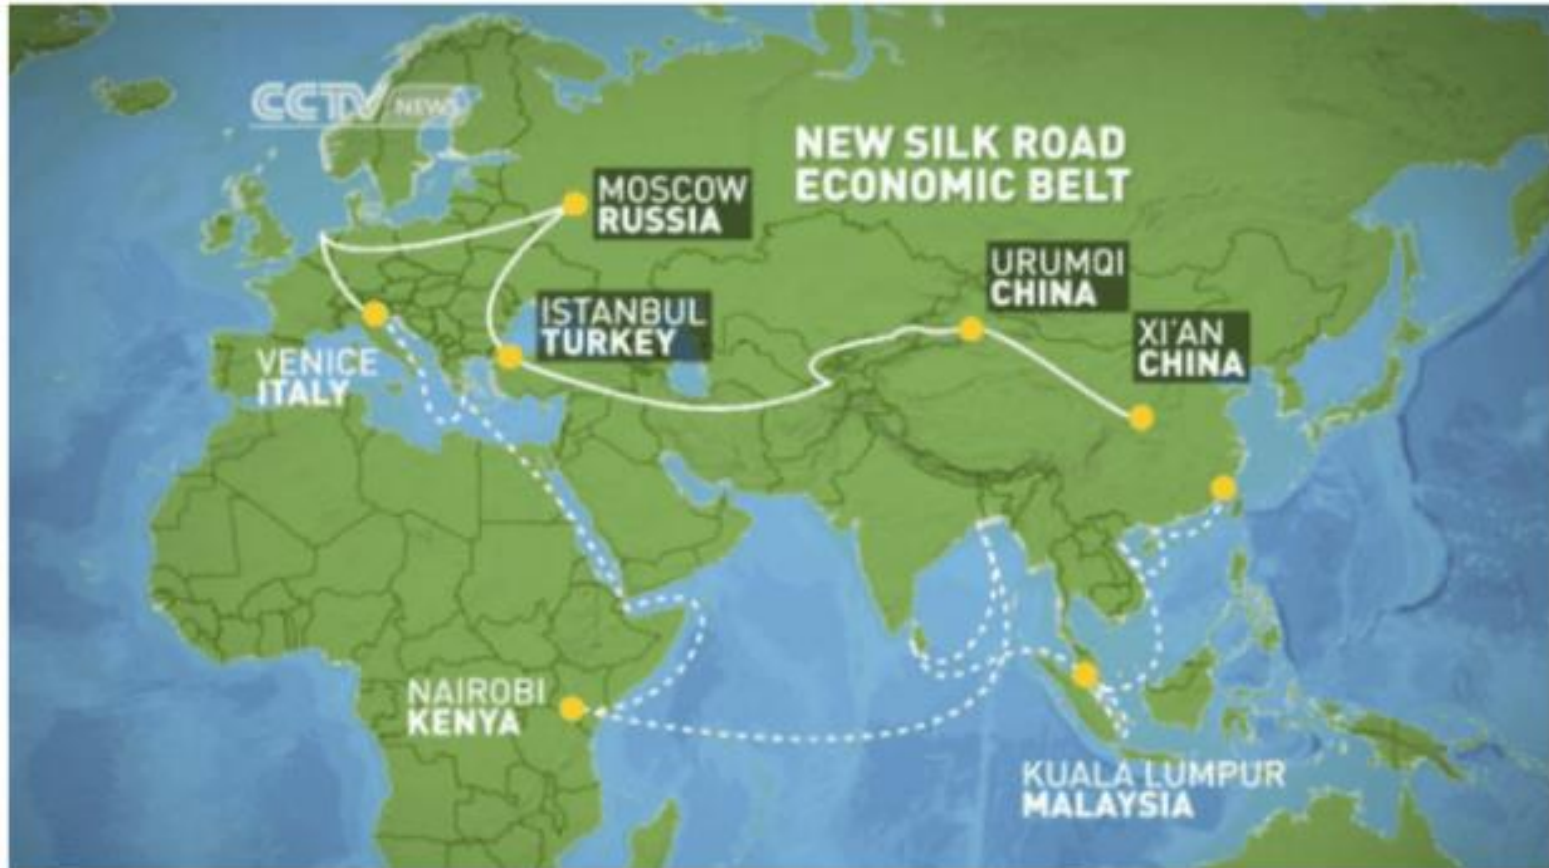 CCTV NEWS
NEW SILK ROAD
ECONOMIC BELT
MOSCOW
RUSSIA
URUMQI
CHINA
ISTANBUL
TURKEY
XI'AN
CHINA
VENICE
ITALY
NAIROBI
KENYA
KUALA LUMPUR
MALAYSIA